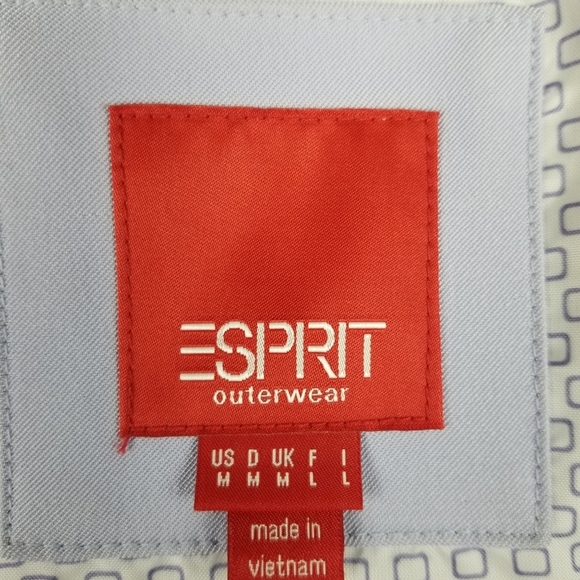 ESPRIT
outerwear
US D UK F I
M M M L L
made in
vietnam